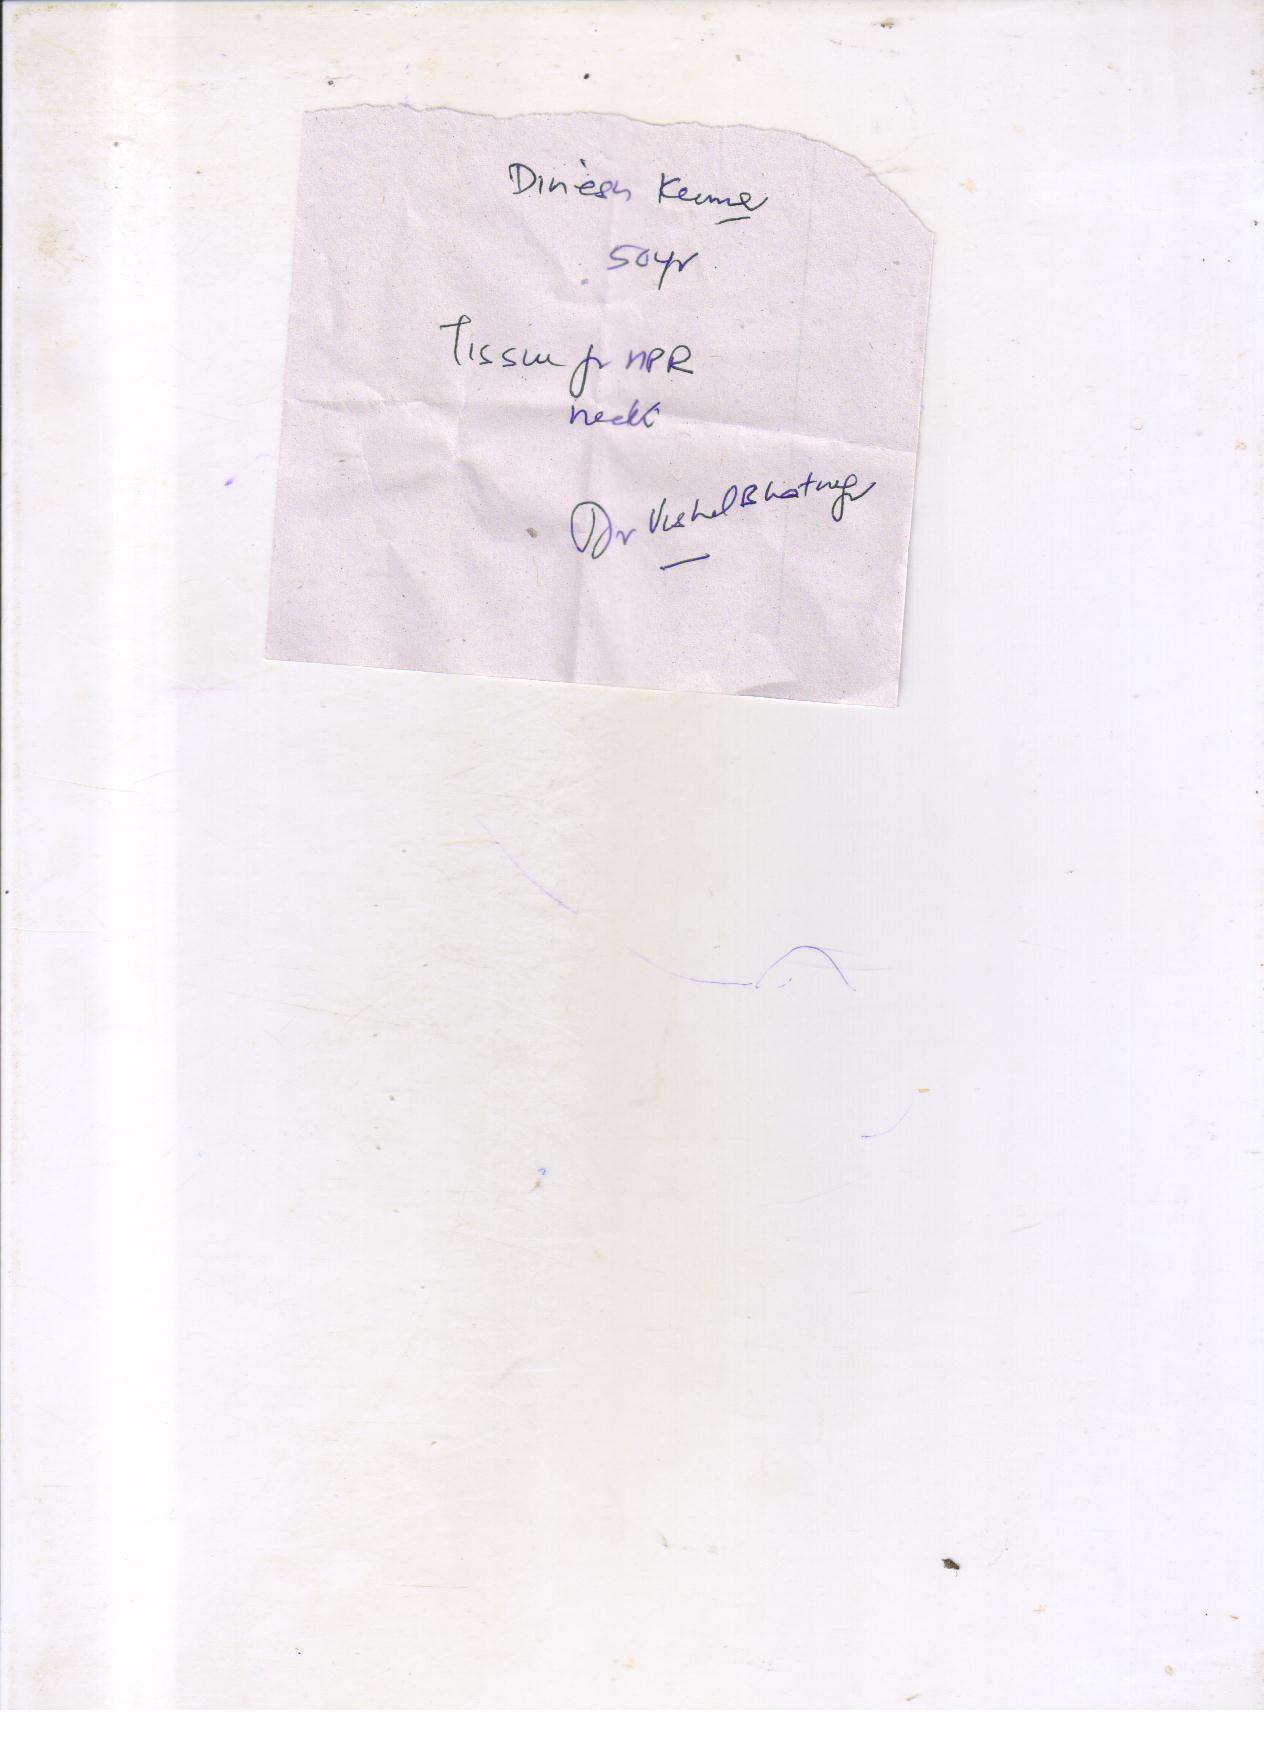 Dinesh Kumar
50yr
Tissue for HPR
neck
Dr Vishal Bhatnagar